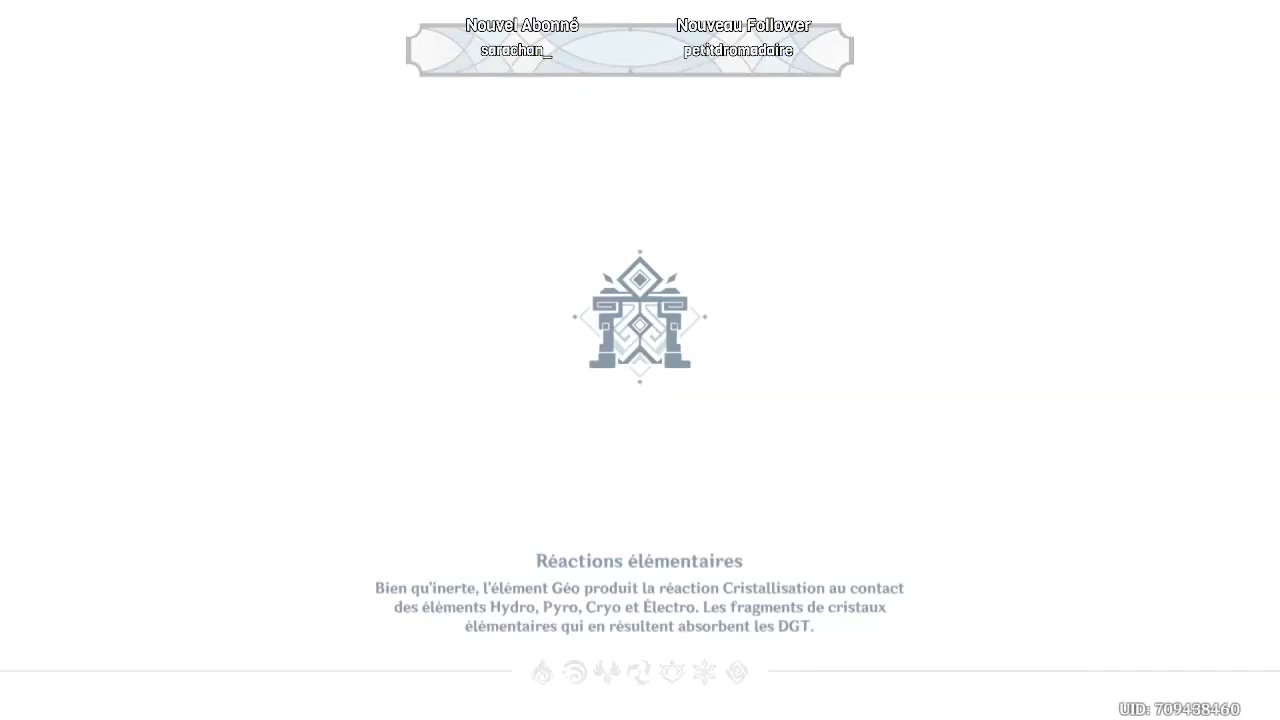 Nouvel Abonné
Nouveau Follower
sarachan_
petitdromadaire
Réactions élémentaires
Bien qu'inerte, l'élément Géo produit la réaction Cristallisation au contact
des éléments Hydro, Pyro, Cryo et Électro. Les fragments de cristaux
élémentaires qui en résultent absorbent les DGT.
UID: 709438460